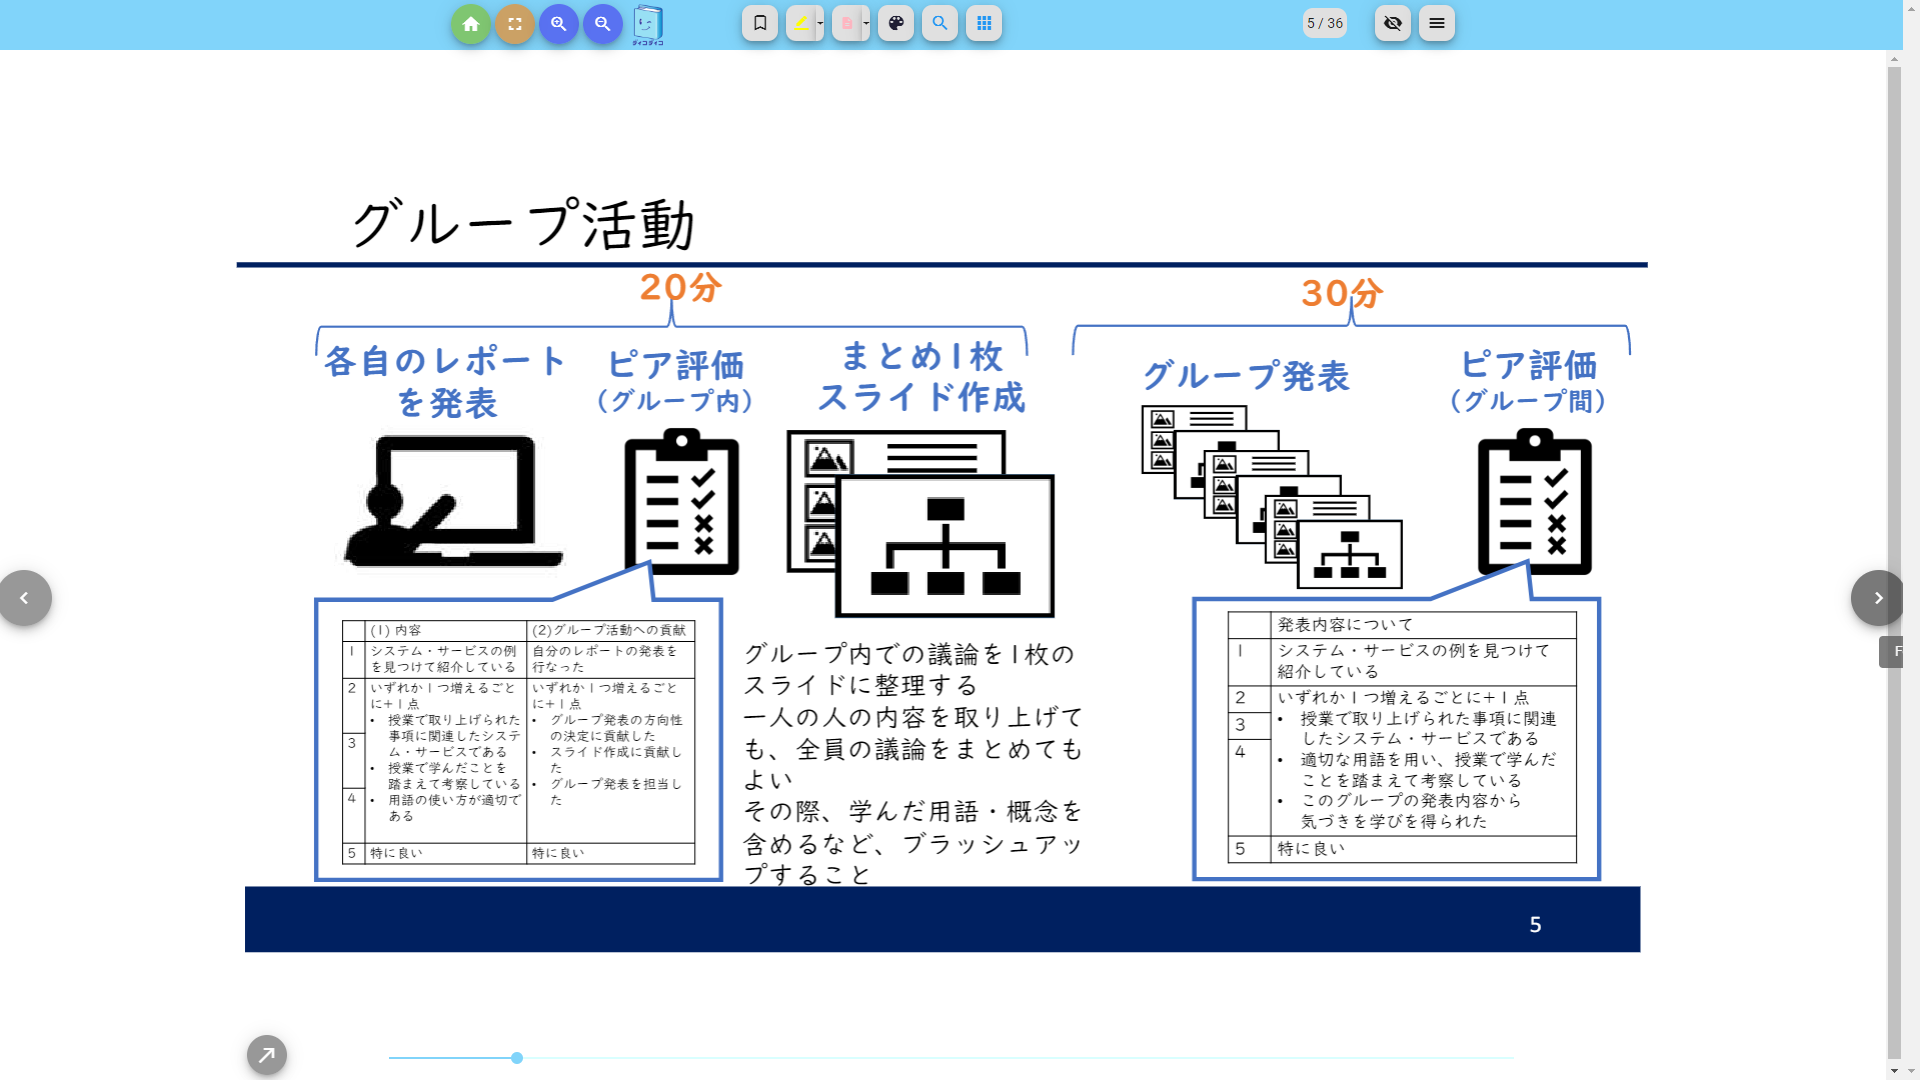 ダイコダイコ
5 / 36
グループ活動
20分
30分
各自のレポート
を発表
ピア評価
（グループ内）
まとめ1枚
スライド作成
グループ発表
ピア評価
（グループ間）
(1) 内容
(2)グループ活動への貢献
1
システム・サービスの例
を見つけて紹介している
自分のレポートの発表を
行なった
2
3
4
いずれか1つ増えるごと
に+1点
• 授業で取り上げられた
事項に関連したシステ
ム・サービスである
• 授業で学んだことを
踏まえて考察している
• 用語の使い方が適切で
ある
いずれか1つ増えるごと
に+1点
• グループ発表の方向性
の決定に貢献した
• スライド作成に貢献し
た
• グループ発表を担当し
た
5
特に良い
特に良い
グループ内での議論を1枚の
スライドに整理する
一人の人の内容を取り上げて
も、全員の議論をまとめても
よい
その際、学んだ用語・概念を
含めるなど、ブラッシュアッ
プすること
発表内容について
1
システム・サービスの例を見つけて
紹介している
2
3
4
いずれか1つ増えるごとに+1点
• 授業で取り上げられた事項に関連
したシステム・サービスである
• 適切な用語を用い、授業で学んだ
ことを踏まえて考察している
• このグループの発表内容から
気づきを学びを得られた
5
特に良い
5
F